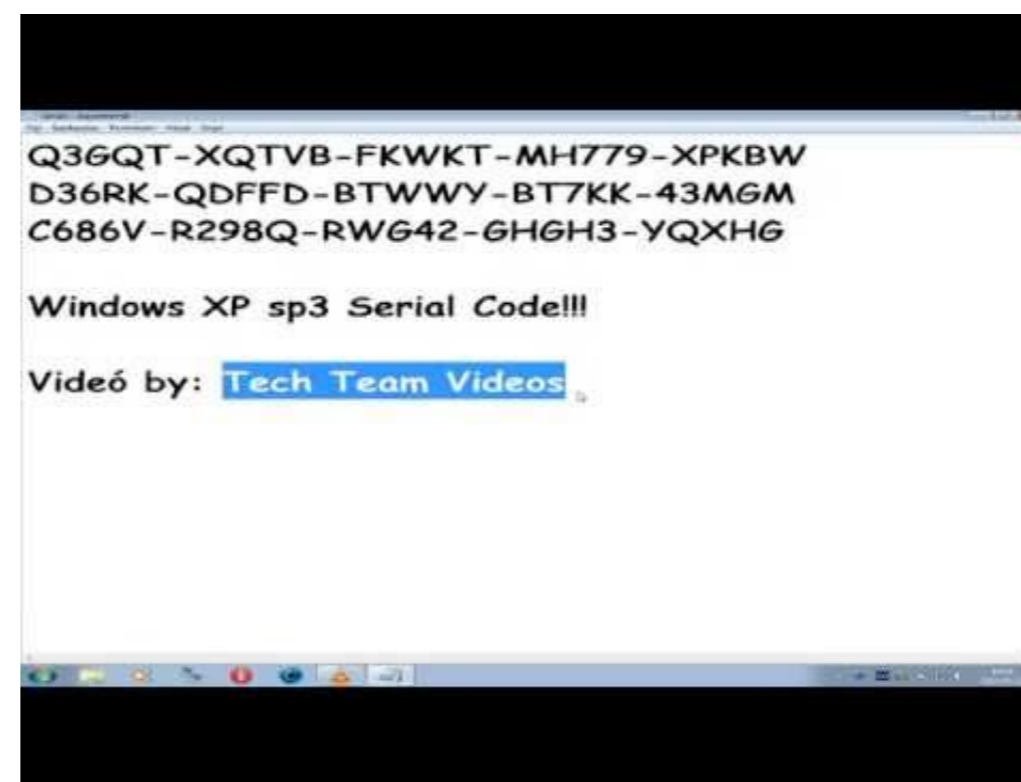 Q3GQT-XQTVB-FKWKT-MH779-XPKBW
D36RK-QDFFD-BTWWY-BT7KK-43MGM
C686V-R298Q-RWG42-GHGH3-YQXHG
Windows XP sp3 Serial Code!!!
Videó by: Tech Team Videos